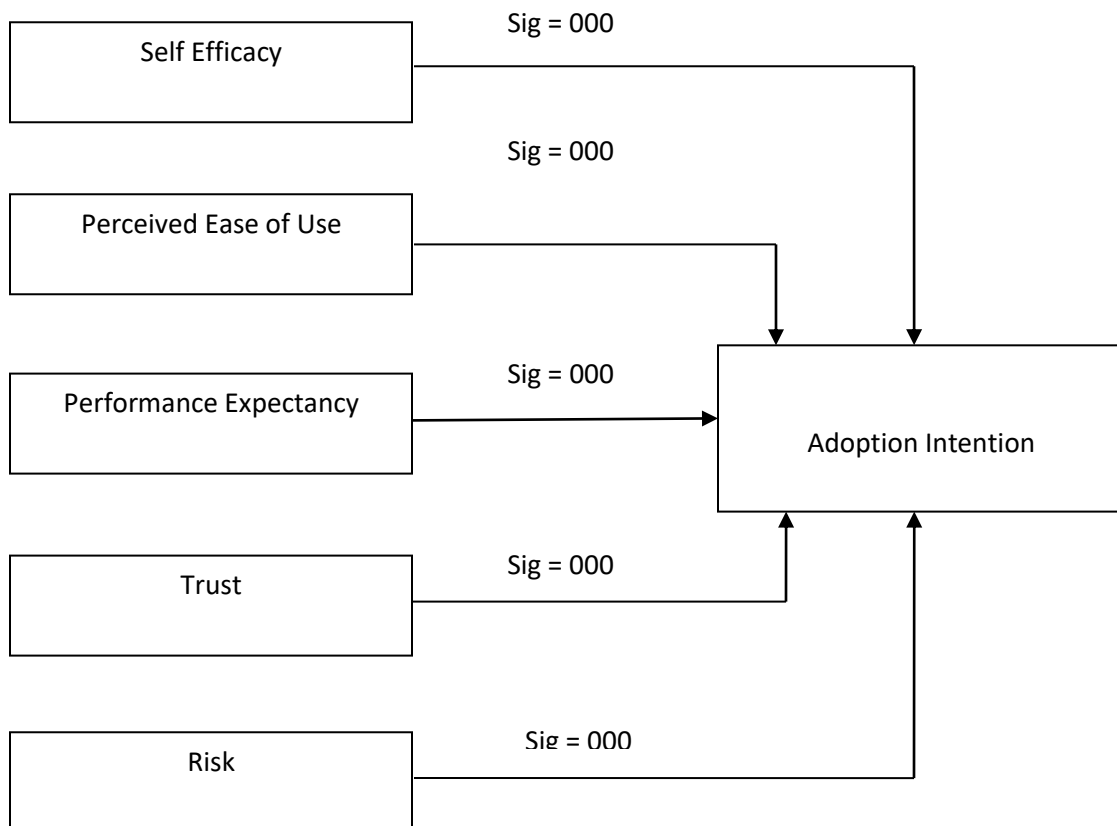 Sig = 000
Self Efficacy
Sig = 000
Perceived Ease of Use
Sig = 000
Performance Expectancy
Adoption Intention
Sig = 000
Trust
Sig = 000
Risk